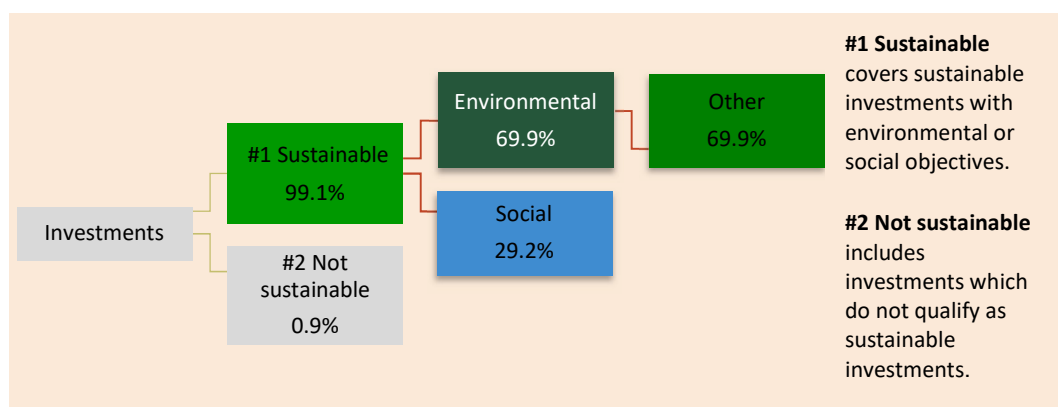 Investments
#1 Sustainable
99.1%
#2 Not
sustainable
0.9%
Environmental
69.9%
Social
29.2%
Other
69.9%
#1 Sustainable
covers sustainable
investments with
environmental or
social objectives.
#2 Not sustainable
includes
investments which
do not qualify as
sustainable
investments.